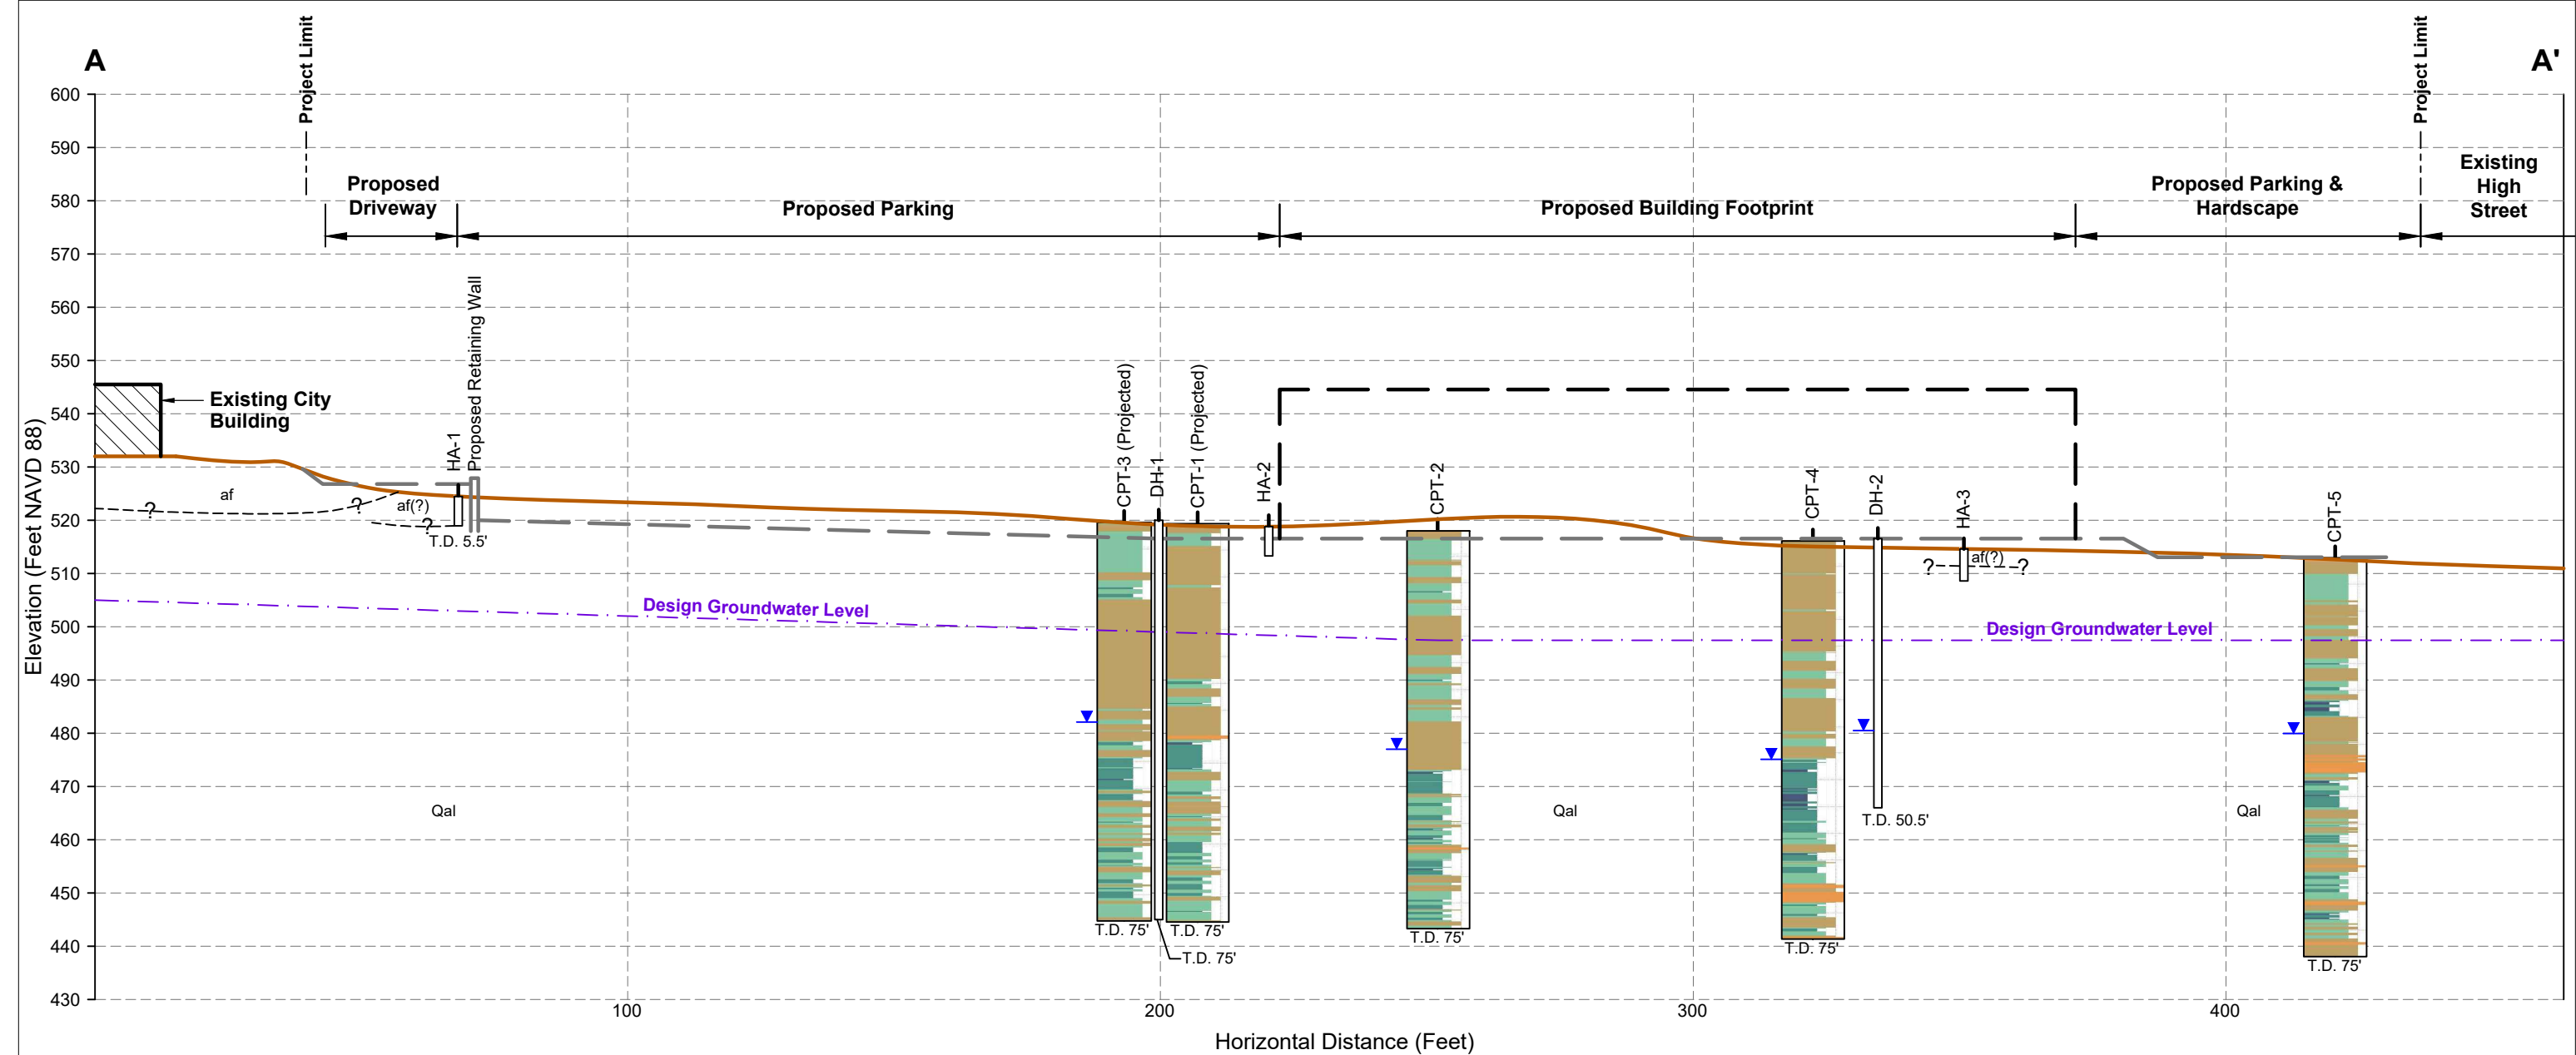 A
A'
Project Limit
Project Limit
Proposed
Driveway
Proposed Parking
Proposed Building Footprint
Proposed Parking &
Hardscape
Existing
High
Street
600
590
580
570
560
550
540
530
520
510
500
490
480
470
460
450
440
430
Elevation (Feet NAVD 88)
Existing City
Building
HA-1
Proposed Retaining Wall
CPT-3 (Projected)
DH-1
CPT-1 (Projected)
HA-2
CPT-2
CPT-4
DH-2
HA-3
CPT-5
?
af
?
af(?)
?
T.D. 5.5'
?
af(?)
?
Design Groundwater Level
Design Groundwater Level
Qal
Qal
Qal
T.D. 50.5'
T.D. 75'
T.D. 75'
T.D. 75'
T.D. 75'
T.D. 75'
T.D. 75'
100
200
300
400
Horizontal Distance (Feet)